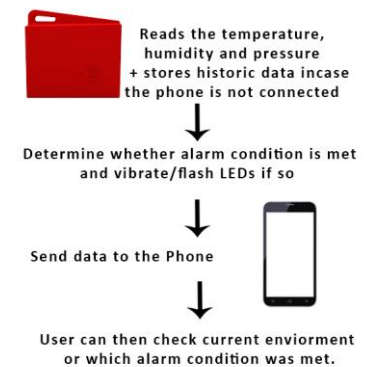 Reads the temperature,
humidity and pressure
+ stores historic data incase
the phone is not connected
Determine whether alarm condition is met
and vibrate/flash LEDs if so
Send data to the Phone
User can then check current enviorment
or which alarm condition was met.